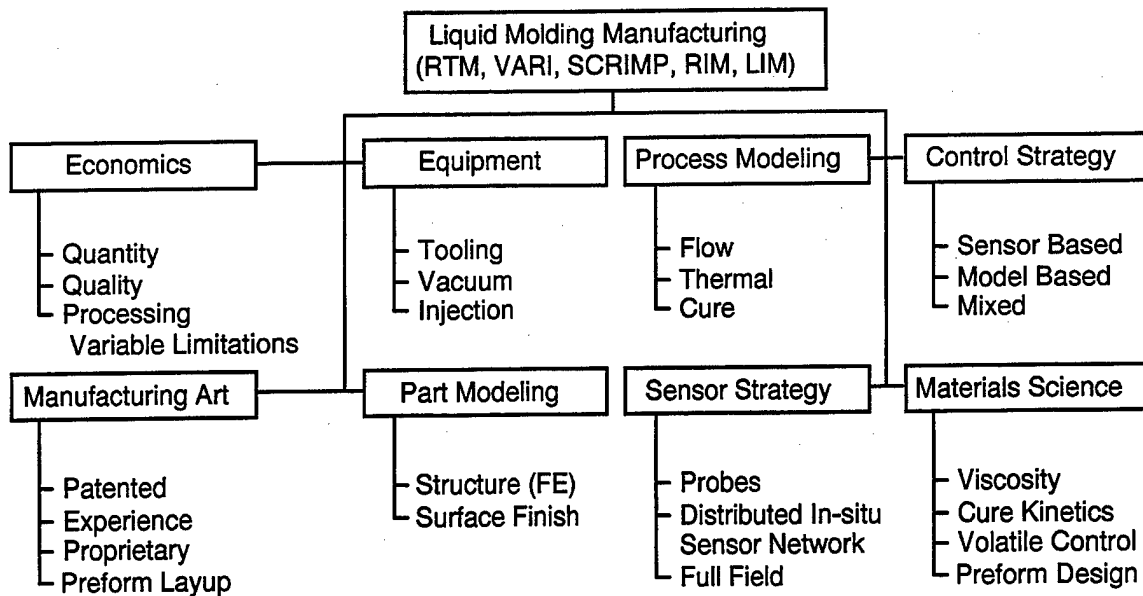 Liquid Molding Manufacturing
(RTM, VARI, SCRIMP, RIM, LIM)
Economics
Quantity
Quality
Processing
Variable Limitations
Equipment
Tooling
Vacuum
Injection
Process Modeling
Flow
Thermal
Cure
Control Strategy
Sensor Based
Model Based
Mixed
Manufacturing Art
Patented
Experience
Proprietary
Preform Layup
Part Modeling
Structure (FE)
Surface Finish
Sensor Strategy
Probes
Distributed In-situ
Sensor Network
Full Field
Materials Science
Viscosity
Cure Kinetics
Volatile Control
Preform Design